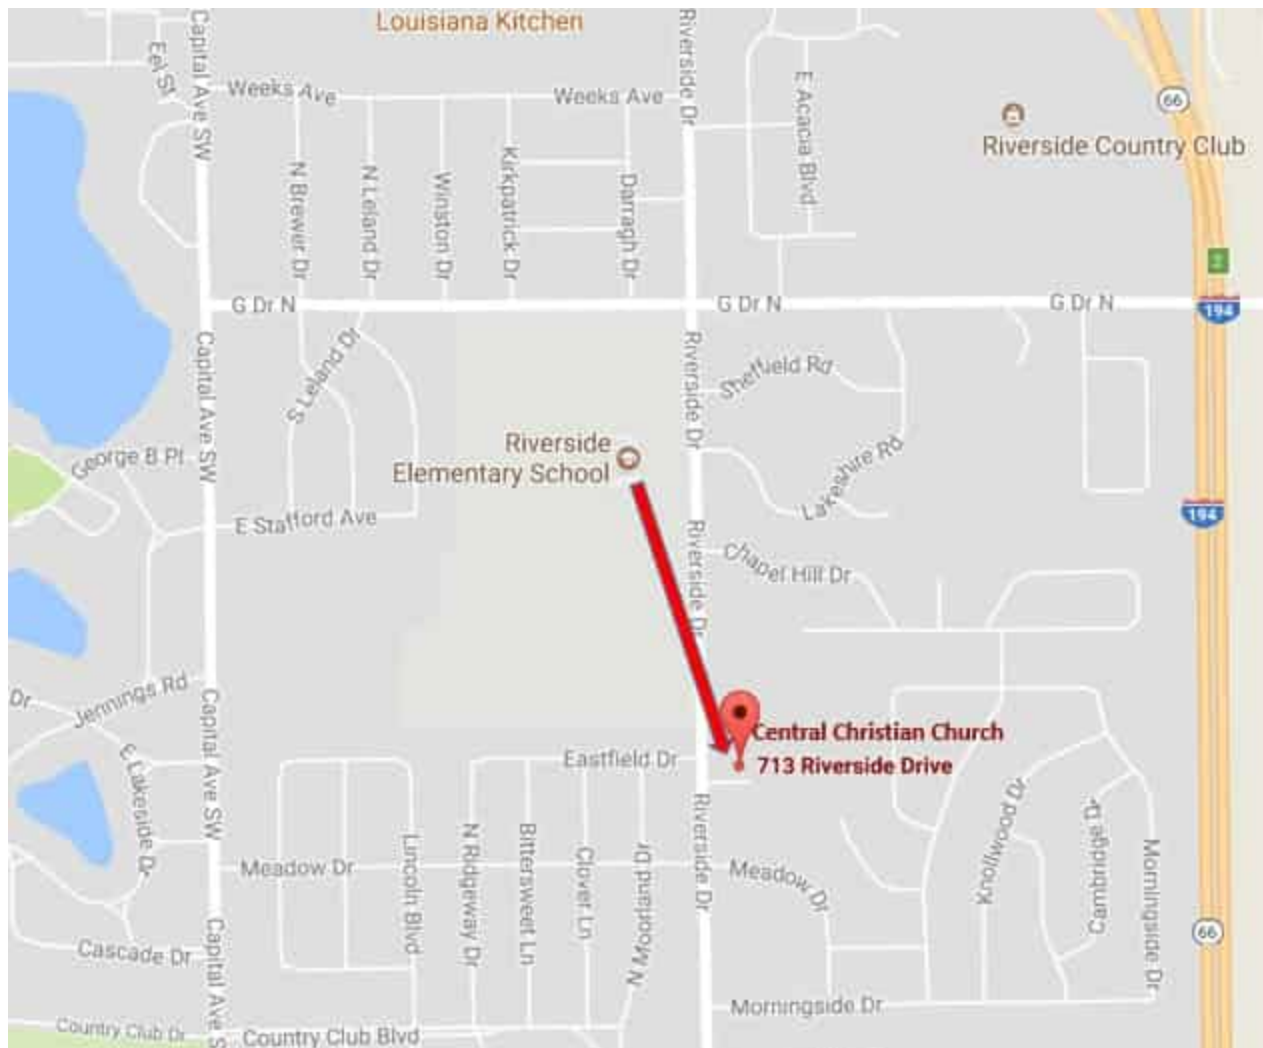 Louisiana Kitchen
Capital Ave SW
Eel St
Riverside Dr
Weeks Ave
Weeks Ave
E Acacia Blvd
66
Riverside Country Club
N Brewer Dr
N Leland Dr
Winston Dr
Kirkpatrick Dr
Darragh Dr
G Dr N
G Dr N
G Dr N
194
Capital Ave SW
S Leland Dr
Riverside Dr
Sheffield Rd
Riverside
Elementary School
George B Pl
Lakeshire Rd
E Stafford Ave
194
Riverside Dr
Chapel Hill Dr
Dr
Jennings Rd
Capital Ave SW
Central Christian Church
713 Riverside Drive
Eastfield Dr
E Lakeside Dr
Riverside Dr
Knollwood Dr
Cambridge Dr
Morningside Dr
Meadow Dr
Lincoln Blvd
N Ridgeway Dr
Bittersweet Ln
Clover Ln
N Woodland Dr
Meadow Dr
66
Cascade Dr
Capital Ave S
Morningside Dr
Country Club Dr
Country Club Blvd